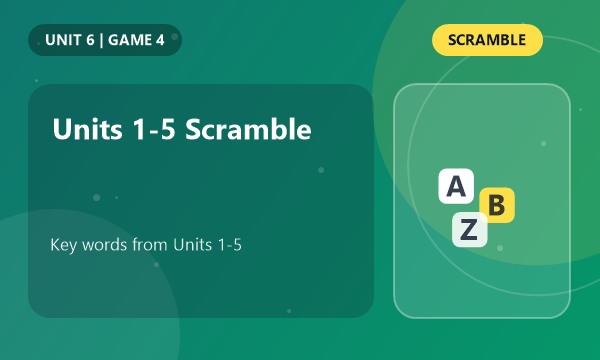 UNIT 6 | GAME 4
SCRAMBLE
Units 1-5 Scramble
Key words from Units 1-5
A
B
Z